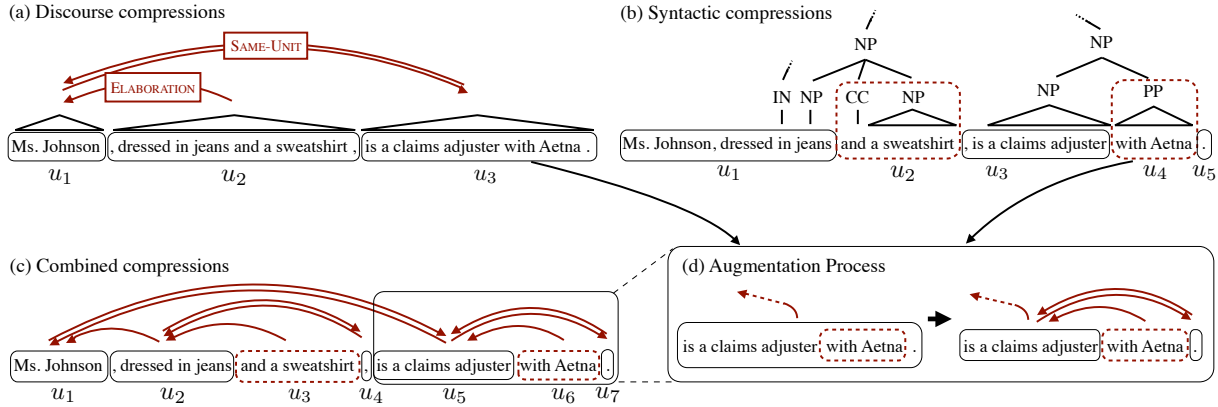 (a) Discourse compressions
SAME-UNIT
ELABORATION
Ms. Johnson , dressed in jeans and a sweatshirt , is a claims adjuster with Aetna .
u1 u2 u3
(b) Syntactic compressions
NP NP
IN NP CC NP NP PP
Ms. Johnson, dressed in jeans and a sweatshirt , is a claims adjuster with Aetna .
u1 u2 u3 u4 u5
(c) Combined compressions
Ms. Johnson , dressed in jeans and a sweatshirt , is a claims adjuster with Aetna .
u1 u2 u3 u4 u5 u6 u7
(d) Augmentation Process
is a claims adjuster with Aetna . is a claims adjuster with Aetna .